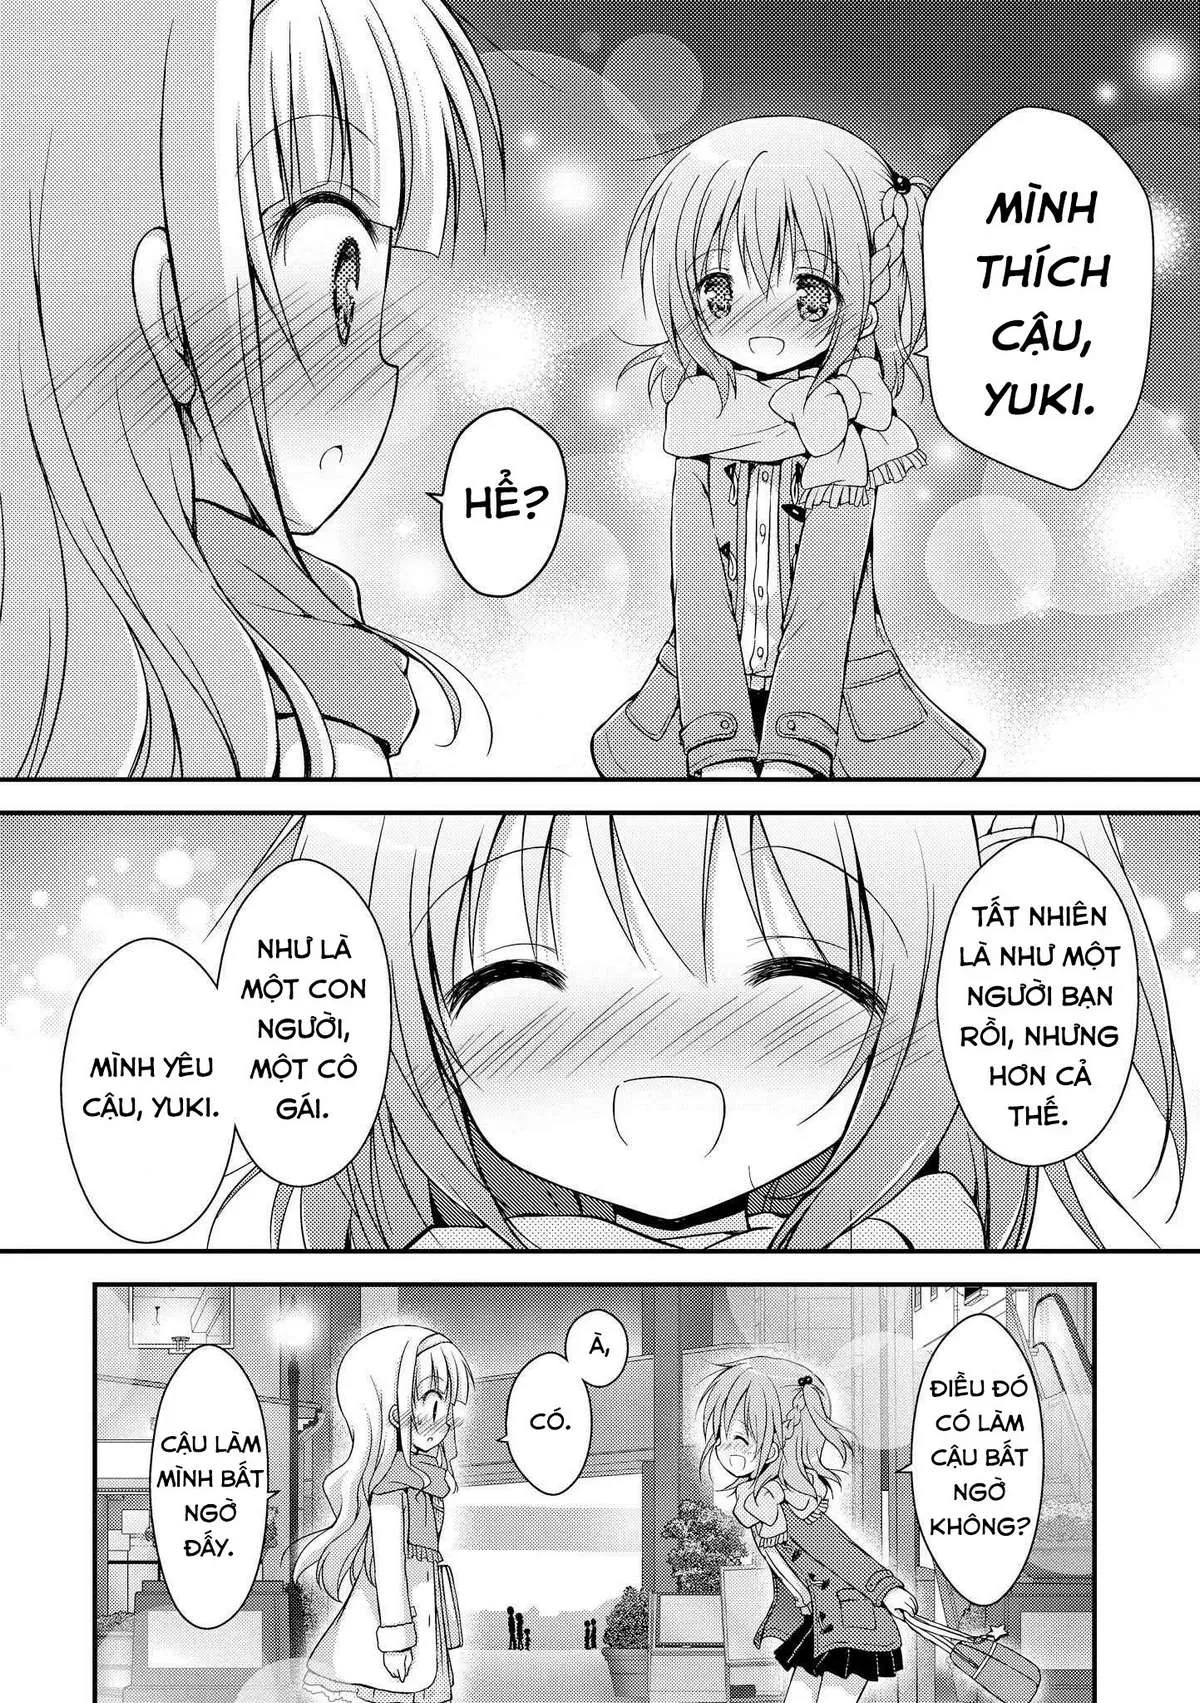 MÌNH
THÍCH
CẬU,
YUKI.
HỂ?
TẤT NHIÊN
LÀ NHƯ MỘT
NGƯỜI BẠN
RỒI, NHƯNG
HƠN CẢ
THẾ.
NHƯ LÀ
MỘT CON
NGƯỜI,
MỘT CÔ
GÁI.
MÌNH YÊU
CẬU, YUKI.
ĐIỀU ĐÓ
CÓ LÀM
CẬU BẤT
NGỜ
KHÔNG?
À,
CÓ.
CẬU LÀM
MÌNH BẤT
NGỜ
ĐẤY.